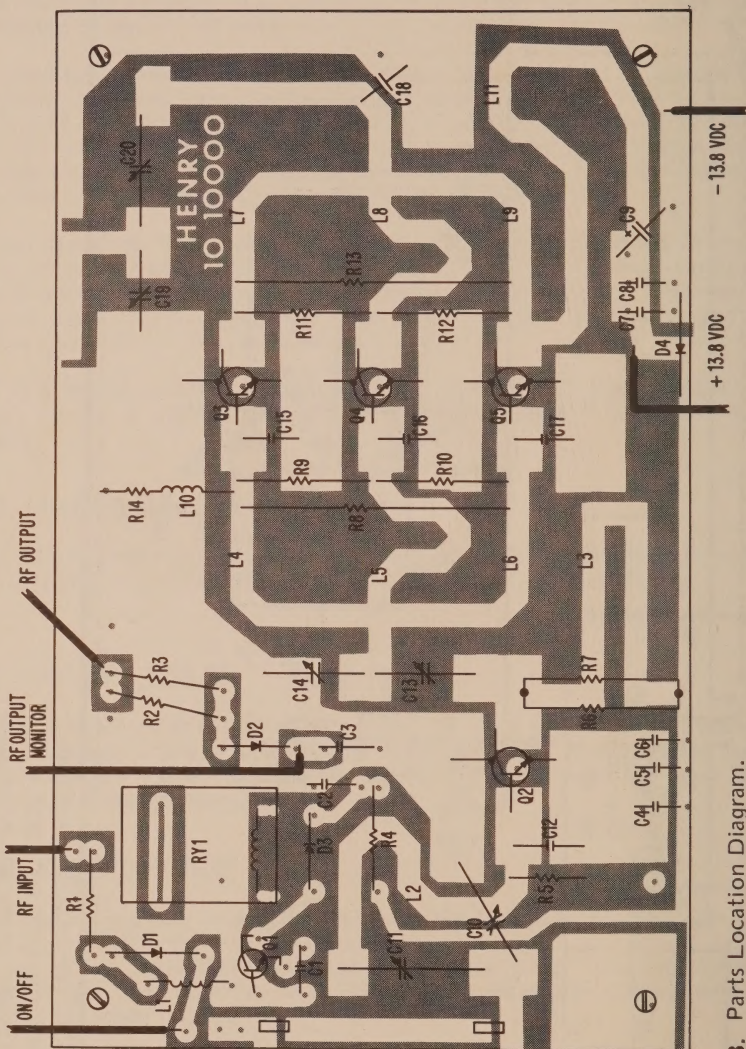 ON/OFF
RF INPUT
RF OUTPUT
MONITOR
RF OUTPUT
R1
D1
L1
Q1
C1
RY1
D3
C2
R2
R3
D2
C3
R14
L10
C19
C20
HENRY
10 10000
C14
L4
Q3
C15
R9
R11
R13
L7
C11
R4
L2
C10
C13
L5
R8
Q4
C16
L8
C18
R5
C12
Q2
R6
R7
L6
R10
Q5
C17
R12
L9
L11
L3
C4
C5
C6
D4
C7
C8
C9
+13.8 VDC
−13.8 VDC
Parts Location Diagram.